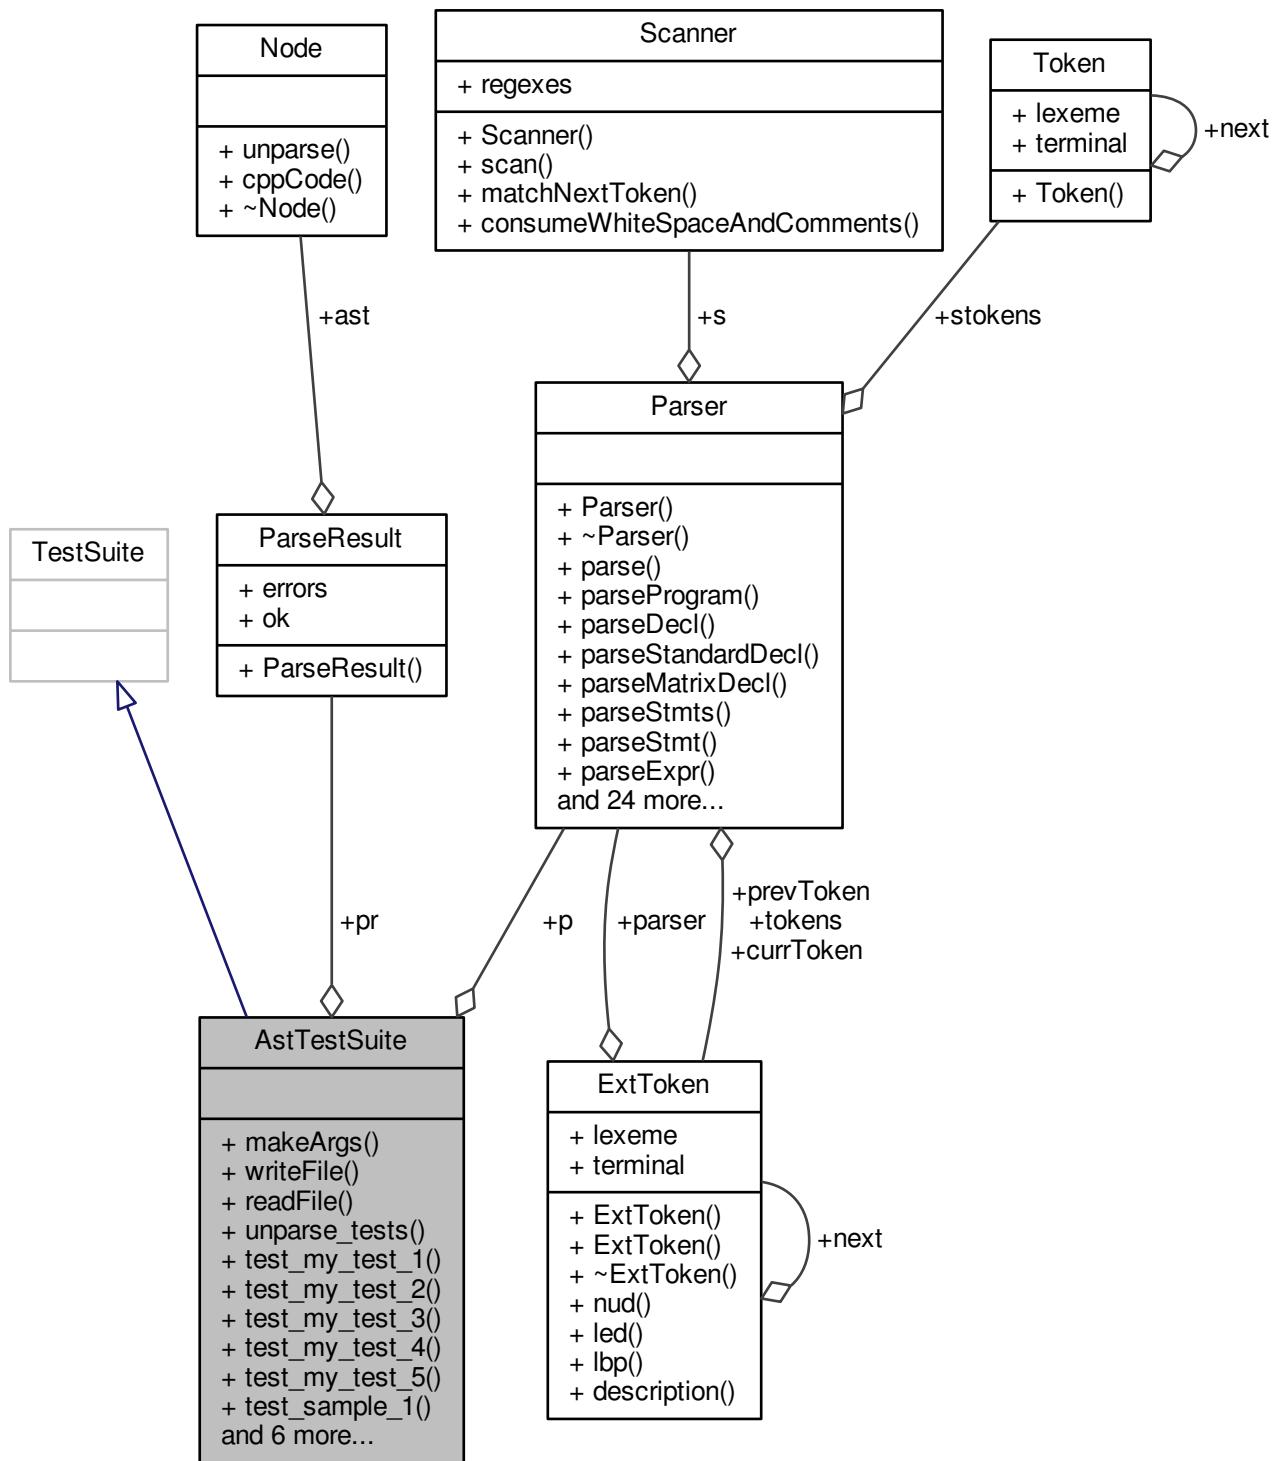 Node
+ unparse()
+ cppCode()
+ ~Node()
Scanner
+ regexes
+ Scanner()
+ scan()
+ matchNextToken()
+ consumeWhiteSpaceAndComments()
Token
+ lexeme
+ terminal
+ Token()
+next
+ast
+s
+stokens
Parser
+ Parser()
+ ~Parser()
+ parse()
+ parseProgram()
+ parseDecl()
+ parseStandardDecl()
+ parseMatrixDecl()
+ parseStmts()
+ parseStmt()
+ parseExpr()
and 24 more...
ParseResult
+ errors
+ ok
+ ParseResult()
TestSuite
+pr
+p
+parser
+prevToken
+tokens
+currToken
AstTestSuite
+ makeArgs()
+ writeFile()
+ readFile()
+ unparse_tests()
+ test_my_test_1()
+ test_my_test_2()
+ test_my_test_3()
+ test_my_test_4()
+ test_my_test_5()
+ test_sample_1()
and 6 more...
ExtToken
+ lexeme
+ terminal
+ ExtToken()
+ ExtToken()
+ ~ExtToken()
+ nud()
+ led()
+ lbp()
+ description()
+next